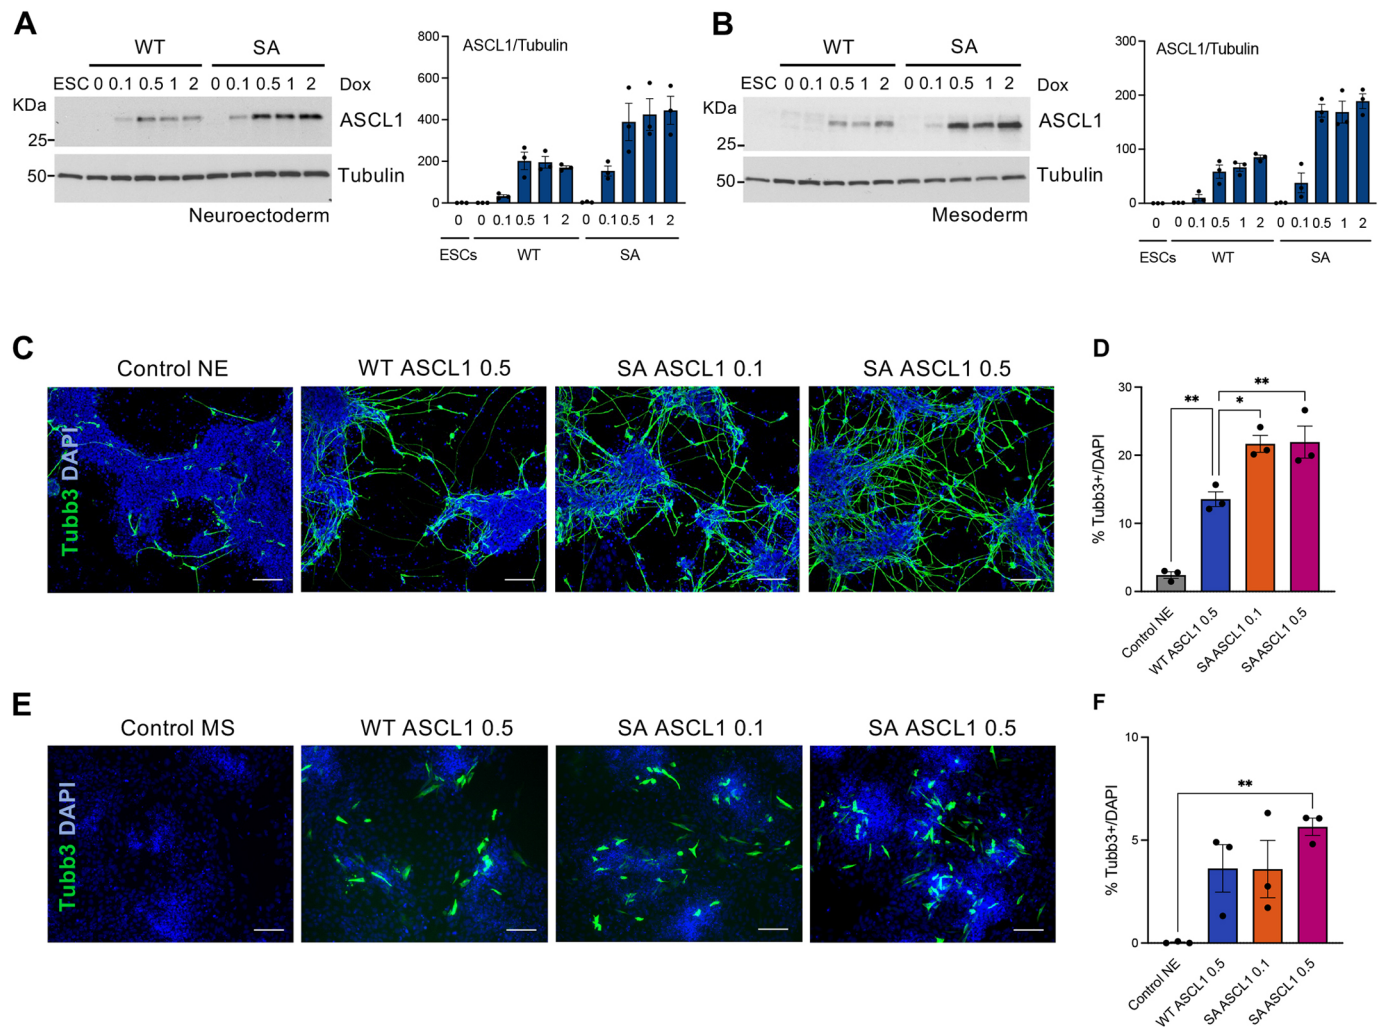 A
WT SA
ESC 0 0.1 0.5 1 2 0 0.1 0.5 1 2 Dox
KDa
ASCL1
25
50
Tubulin
Neuroectoderm
ASCL1/Tubulin
800
600
400
200
0
0 0 0.1 0.5 1 2 0 0.1 0.5 1 2
ESCs WT SA
B
WT SA
ESC 0 0.1 0.5 1 2 0 0.1 0.5 1 2 Dox
KDa
ASCL1
25
50
Tubulin
Mesoderm
ASCL1/Tubulin
300
200
100
0
0 0 0.1 0.5 1 2 0 0.1 0.5 1 2
ESCs WT SA
C
Control NE WT ASCL1 0.5 SA ASCL1 0.1 SA ASCL1 0.5
Tubb3 DAPI
D
% Tubb3+/DAPI
30
20
10
0
** * **
Control NE
WT ASCL1 0.5
SA ASCL1 0.1
SA ASCL1 0.5
E
Control MS WT ASCL1 0.5 SA ASCL1 0.1 SA ASCL1 0.5
Tubb3 DAPI
F
% Tubb3+/DAPI
10
5
0
**
Control NE
WT ASCL1 0.5
SA ASCL1 0.1
SA ASCL1 0.5